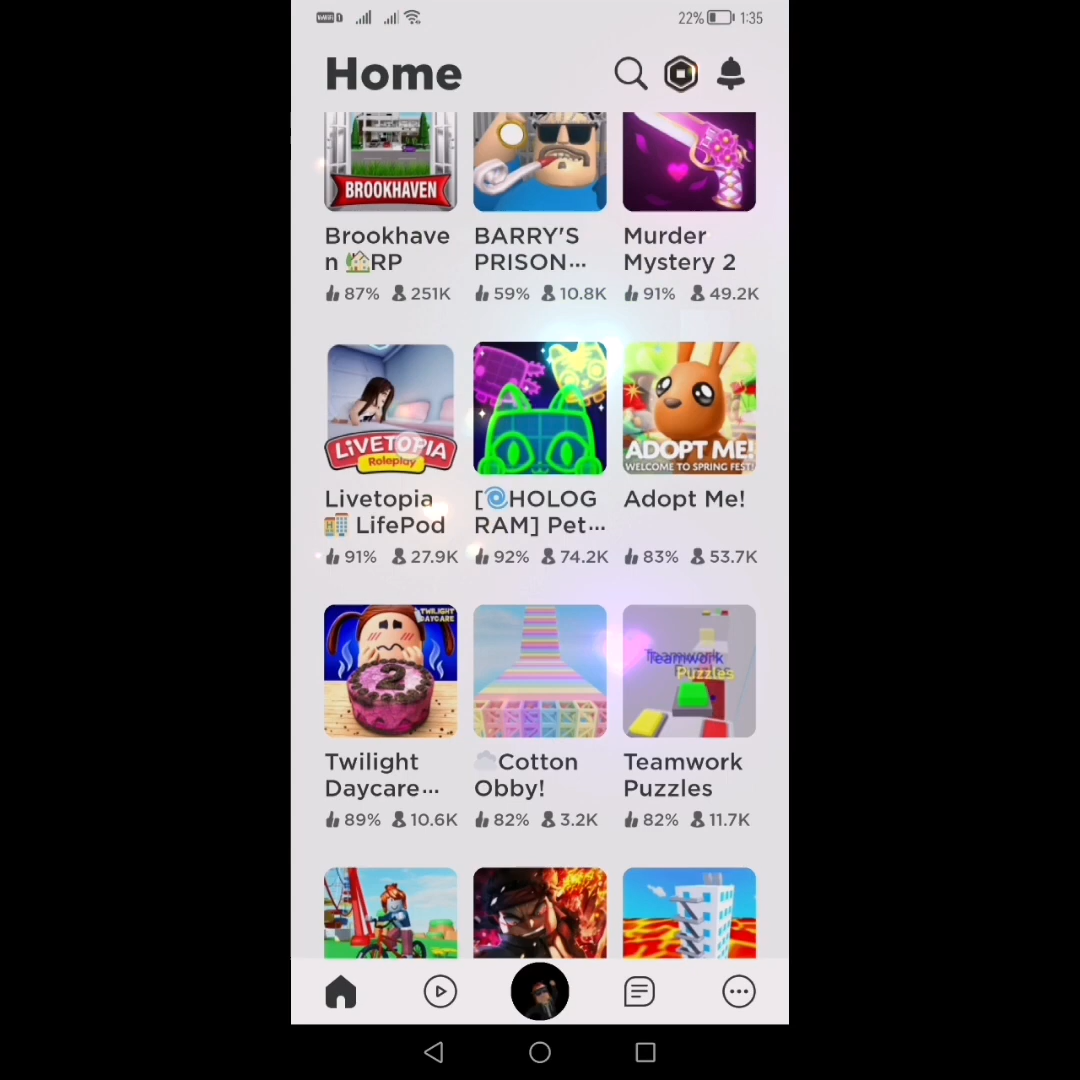 22% 1:35
Home
BROOKHAVEN
Brookhave BARRY'S Murder
n 🏡RP PRISON... Mystery 2
87% 251K 59% 10.8K 91% 49.2K
LIVETOPIA
Roleplay
ADOPT ME!
WELCOME TO SPRING FEST!
Livetopia [🌀HOLOG Adopt Me!
🏨 LifePod RAM] Pet...
91% 27.9K 92% 74.2K 83% 53.7K
TWILIGHT
DAYCARE
2
Teamwork
Puzzles
Twilight ☁️Cotton Teamwork
Daycare... Obby! Puzzles
89% 10.6K 82% 3.2K 82% 11.7K